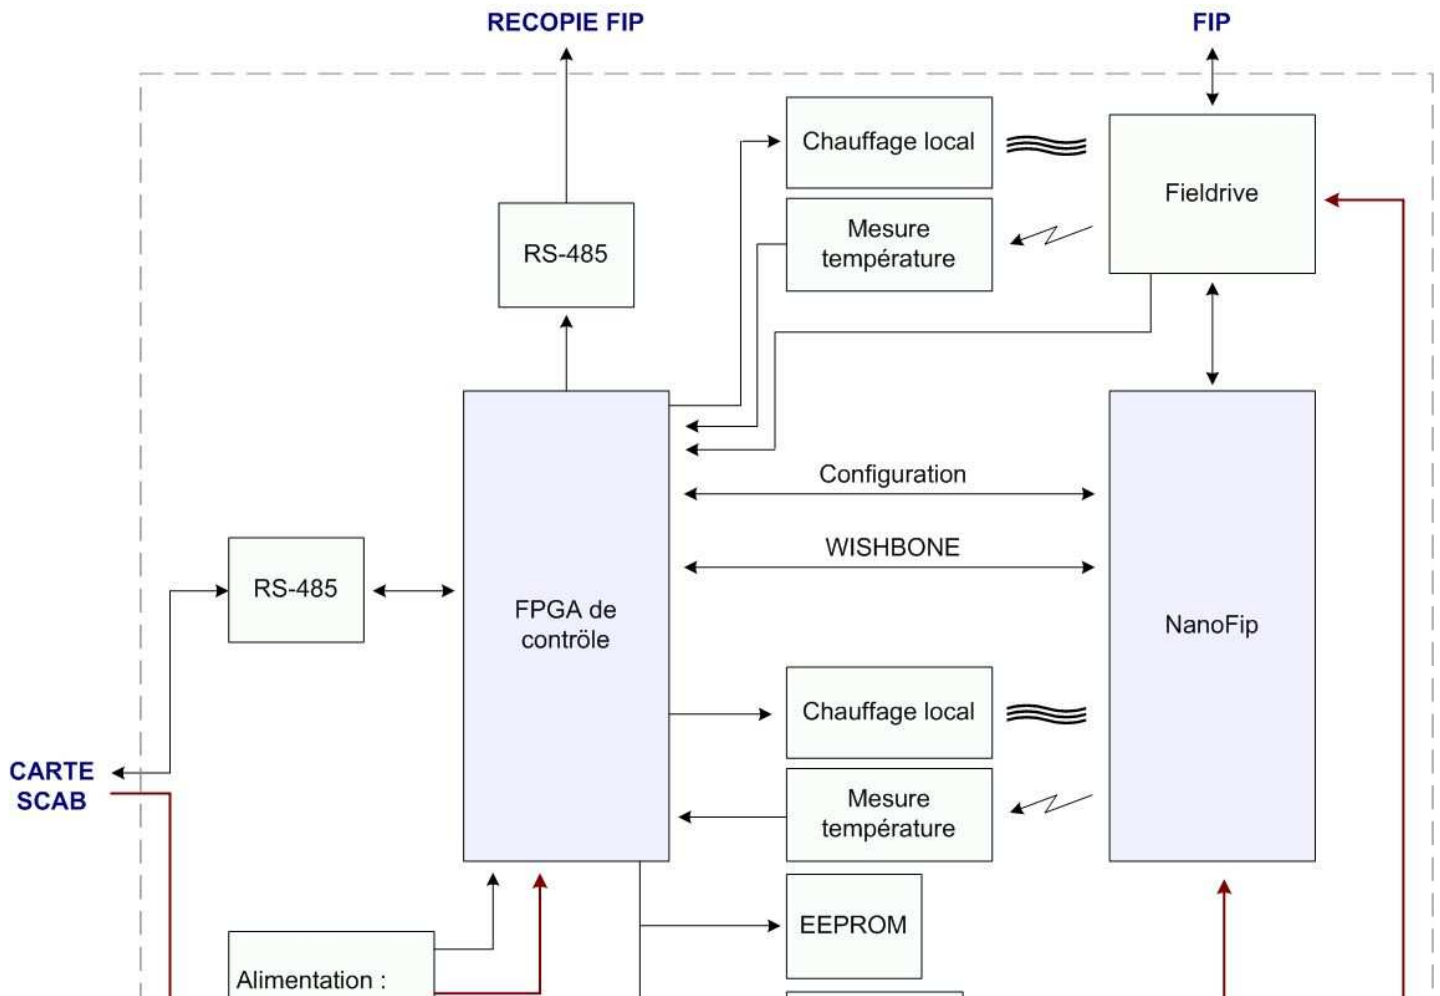 RECOPIE FIP
FIP
Chauffage local
Fieldrive
Mesure
température
RS-485
Configuration
WISHBONE
RS-485
FPGA de
contröle
NanoFip
Chauffage local
CARTE
SCAB
Mesure
température
EEPROM
Alimentation :